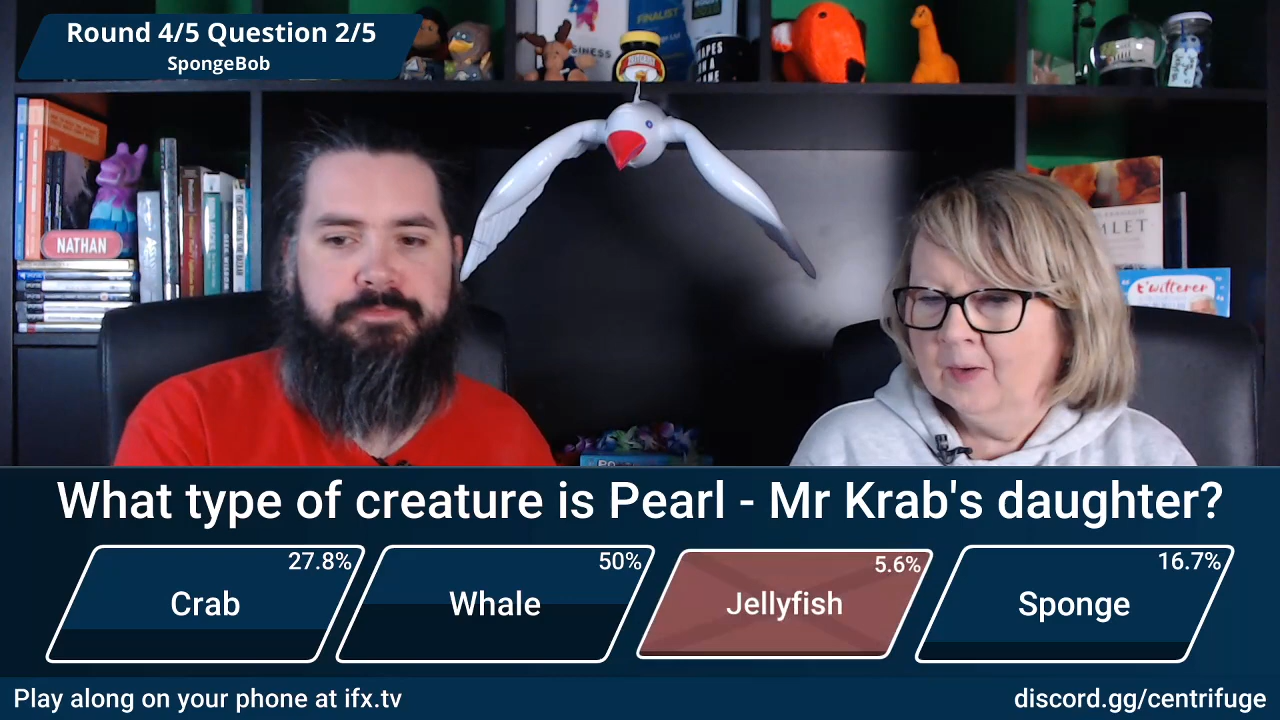 Round 4/5 Question 2/5
SpongeBob
FINALIST
NATHAN
t'witterer
What type of creature is Pearl - Mr Krab's daughter?
27.8%
Crab
50%
Whale
5.6%
Jellyfish
16.7%
Sponge
Play along on your phone at ifx.tv
discord.gg/centrifuge